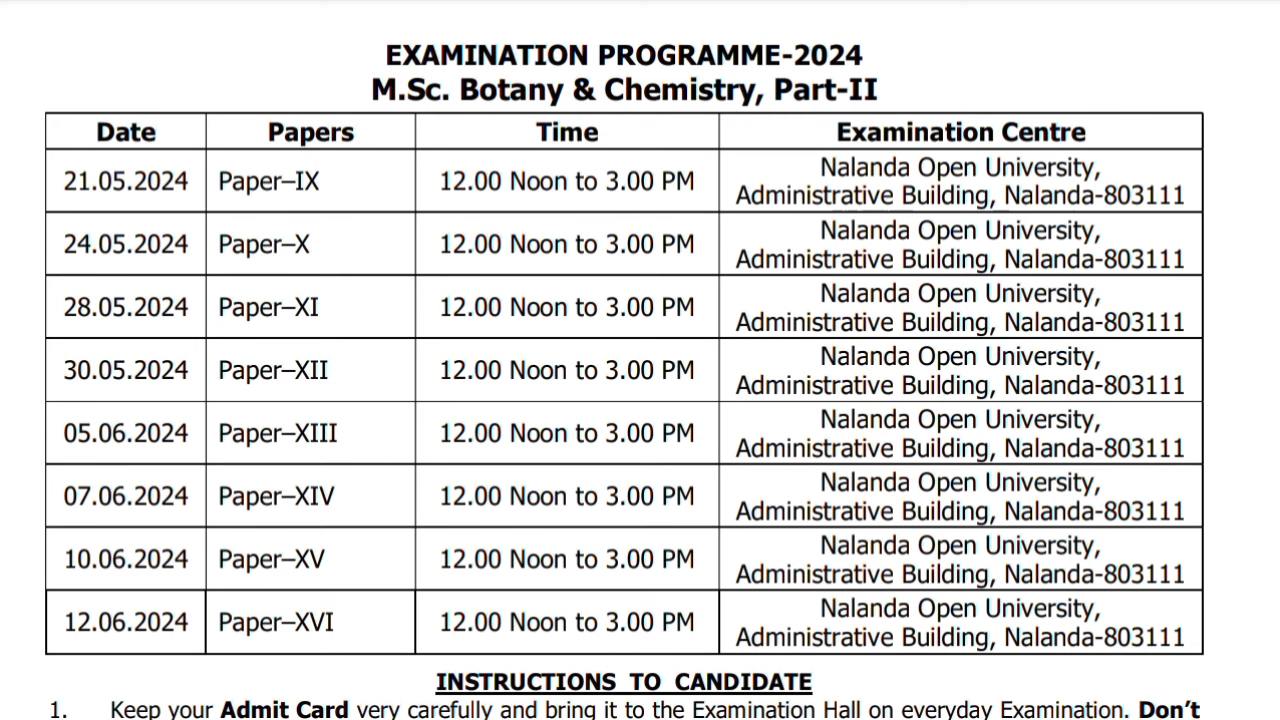 EXAMINATION PROGRAMME-2024
M.Sc. Botany & Chemistry, Part-II
Date Papers Time Examination Centre
21.05.2024 Paper–IX 12.00 Noon to 3.00 PM Nalanda Open University,
Administrative Building, Nalanda-803111
24.05.2024 Paper–X 12.00 Noon to 3.00 PM Nalanda Open University,
Administrative Building, Nalanda-803111
28.05.2024 Paper–XI 12.00 Noon to 3.00 PM Nalanda Open University,
Administrative Building, Nalanda-803111
30.05.2024 Paper–XII 12.00 Noon to 3.00 PM Nalanda Open University,
Administrative Building, Nalanda-803111
05.06.2024 Paper–XIII 12.00 Noon to 3.00 PM Nalanda Open University,
Administrative Building, Nalanda-803111
07.06.2024 Paper–XIV 12.00 Noon to 3.00 PM Nalanda Open University,
Administrative Building, Nalanda-803111
10.06.2024 Paper–XV 12.00 Noon to 3.00 PM Nalanda Open University,
Administrative Building, Nalanda-803111
12.06.2024 Paper–XVI 12.00 Noon to 3.00 PM Nalanda Open University,
Administrative Building, Nalanda-803111
INSTRUCTIONS TO CANDIDATE
1. Keep your Admit Card very carefully and bring it to the Examination Hall on everyday Examination. Don't